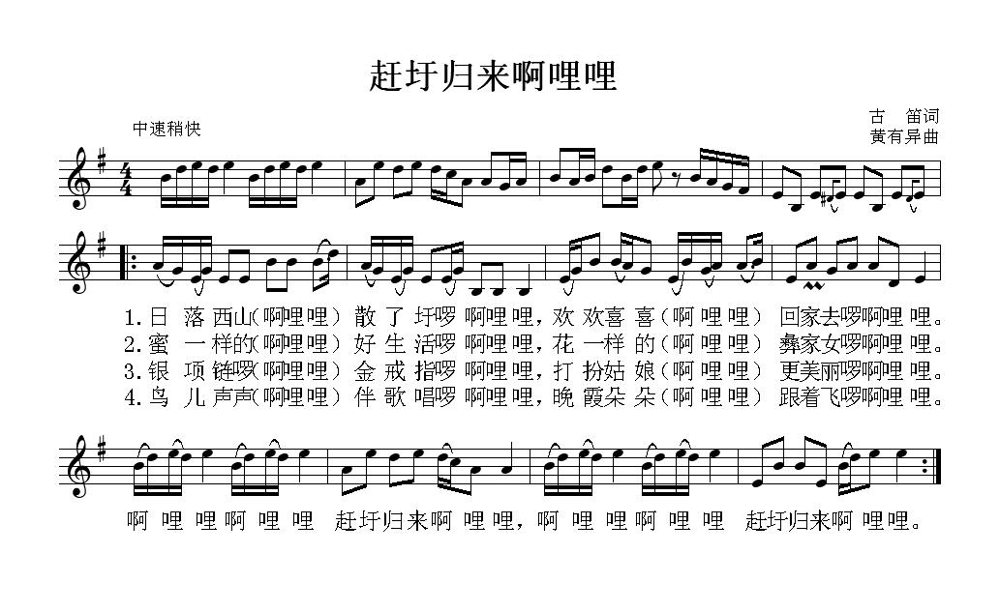 赶圩归来啊哩哩
古　笛词
中速稍快
黄有异曲
4
4
1.日 落 西山(啊哩哩) 散 了 圩啰 啊哩哩,欢 欢喜 喜(啊 哩哩) 回家去啰啊哩哩。
2.蜜 一 样的(啊哩哩) 好 生 活啰 啊哩哩,花 一样 的(啊 哩哩) 彝家女啰啊哩哩。
3.银 项 链啰(啊哩哩) 金 戒 指啰 啊哩哩,打 扮姑 娘(啊 哩哩) 更美丽啰啊哩哩。
4.鸟 儿 声声(啊哩哩) 伴 歌 唱啰 啊哩哩,晚 霞朵 朵(啊 哩哩) 跟着飞啰啊哩哩。
啊 哩 哩 啊 哩 哩 赶圩归来啊 哩哩,啊 哩 哩 啊 哩 哩 赶圩归来啊 哩哩。